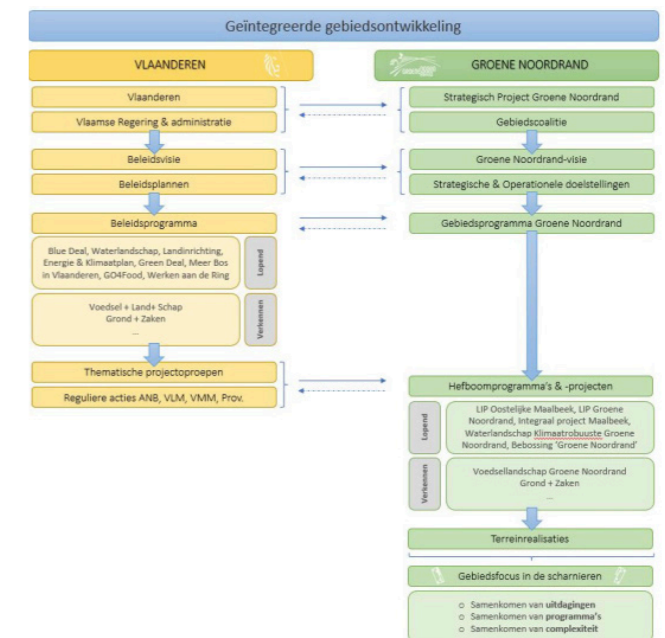 Geïntegreerde gebiedsontwikkeling
VLAANDEREN
Vlaanderen
Vlaamse Regering & administratie
Beleidsvisie
Beleidsplannen
Beleidsprogramma
Blue Deal, Waterlandschap, Landinrichting,
Energie & Klimaatplan, Green Deal, Meer Bos
in Vlaanderen, GO4Food, Werken aan de Ring
Lopend
Voedsel + Land+ Schap
Grond + Zaken
...
Verkennen
Thematische projectoproepen
Reguliere acties ANB, VLM, VMM, Prov.
GROENE NOORDRAND
Strategisch Project Groene Noordrand
Gebiedscoalitie
Groene Noordrand-visie
Strategische & Operationele doelstellingen
Gebiedsprogramma Groene Noordrand
Hefboomprogramma's & -projecten
Lopend
LIP Oostelijke Maalbeek, LIP Groene
Noordrand, Integraal project Maalbeek,
Waterlandschap Klimaatrobuuste Groene
Noordrand, Bebossing 'Groene Noordrand'
Verkennen
Voedsellandschap Groene Noordrand
Grond + Zaken
...
Terreinrealisaties
Gebiedsfocus in de scharnieren
o Samenkomen van uitdagingen
o Samenkomen van programma's
o Samenkomen van complexiteit